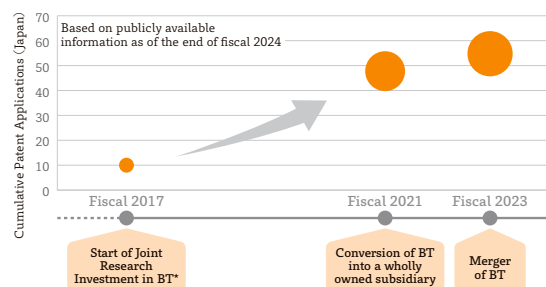 Cumulative Patent Applications (Japan)
70
60
50
40
30
20
10
0
Based on publicly available
information as of the end of fiscal 2024
Fiscal 2017
Fiscal 2021
Fiscal 2023
Start of Joint
Research
Investment in BT*
Conversion of BT
into a wholly
owned subsidiary
Merger
of BT